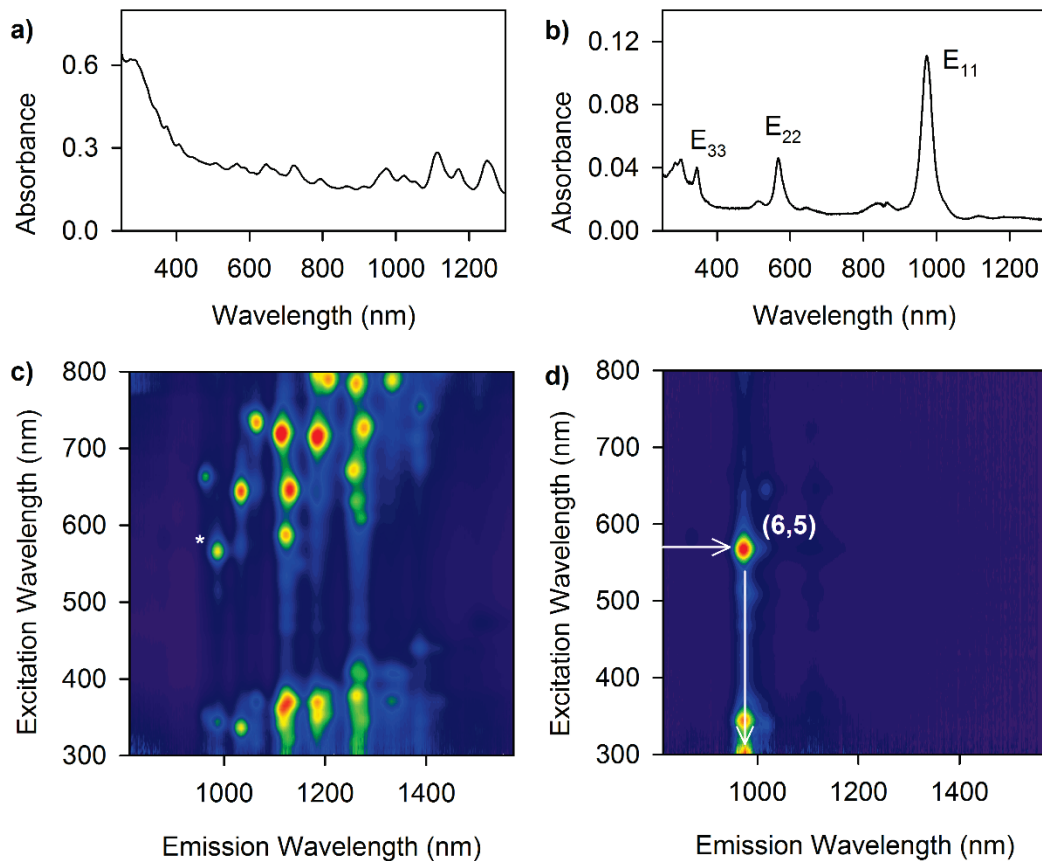 a)
0.6
0.3
0.0
Absorbance
400 600 800 1000 1200
Wavelength (nm)
b)
0.12
0.08
0.04
0.00
Absorbance
E33
E22
E11
400 600 800 1000 1200
Wavelength (nm)
c)
800
700
600
500
400
300
Excitation Wavelength (nm)
*
1000 1200 1400
Emission Wavelength (nm)
d)
800
700
600
500
400
300
Excitation Wavelength (nm)
(6,5)
1000 1200 1400
Emission Wavelength (nm)